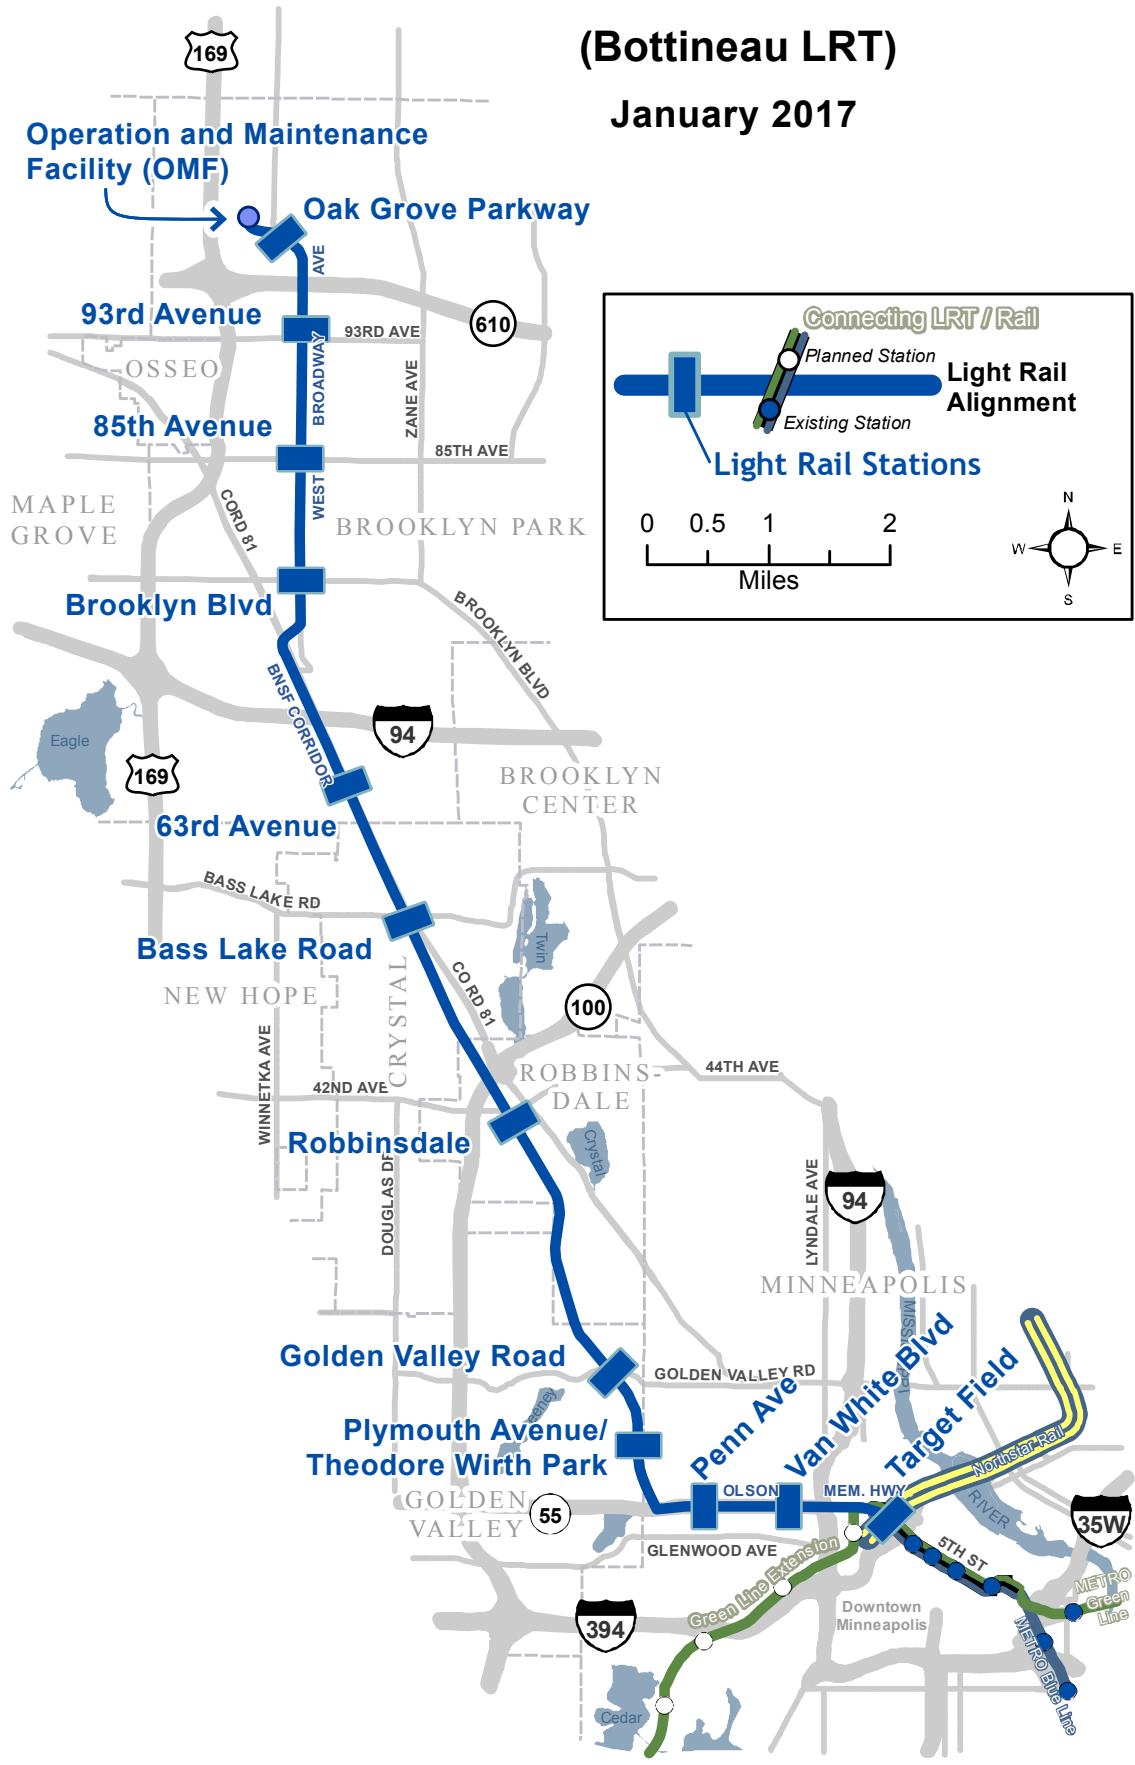 (Bottineau LRT)
January 2017
169
Operation and Maintenance
Facility (OMF)
Oak Grove Parkway
AVE
93rd Avenue
93RD AVE
610
OSSEO
BROADWAY
ZANE AVE
85th Avenue
85TH AVE
Connecting LRT / Rail
Planned Station
Existing Station
Light Rail
Alignment
Light Rail Stations
0 0.5 1 2
Miles
N
W E
S
MAPLE
GROVE
CORD 81
WEST
BROOKLYN PARK
Brooklyn Blvd
BROOKLYN BLVD
BNSF CORRIDOR
94
Eagle
169
BROOKLYN
CENTER
63rd Avenue
BASS LAKE RD
Bass Lake Road
Twin
NEW HOPE
CRYSTAL
CORD 81
100
WINNETKA AVE
42ND AVE
ROBBINS-
DALE
44TH AVE
Robbinsdale
Crystal
DOUGLAS DR
LYNDALE AVE
94
MINNEAPOLIS
MISSISSIPPI
Golden Valley Road
GOLDEN VALLEY RD
Plymouth Avenue/
Theodore Wirth Park
Penn Ave
Van White Blvd
Target Field
Northstar Rail
OLSON
MEM. HWY
RIVER
GOLDEN
VALLEY
55
35W
GLENWOOD AVE
5TH ST
Green Line Extension
METRO
Green
Line
394
Downtown
Minneapolis
METRO Blue Line
Cedar